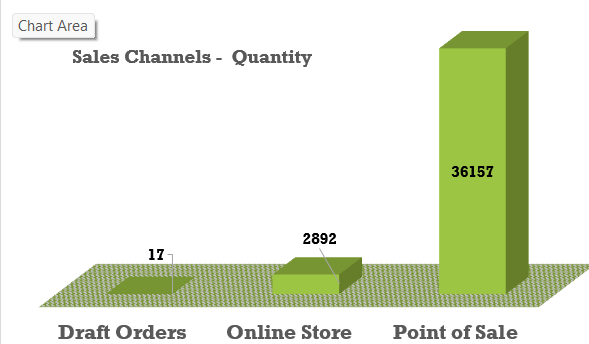 Chart Area
Sales Channels - Quantity
36157
2892
17
Draft Orders Online Store Point of Sale